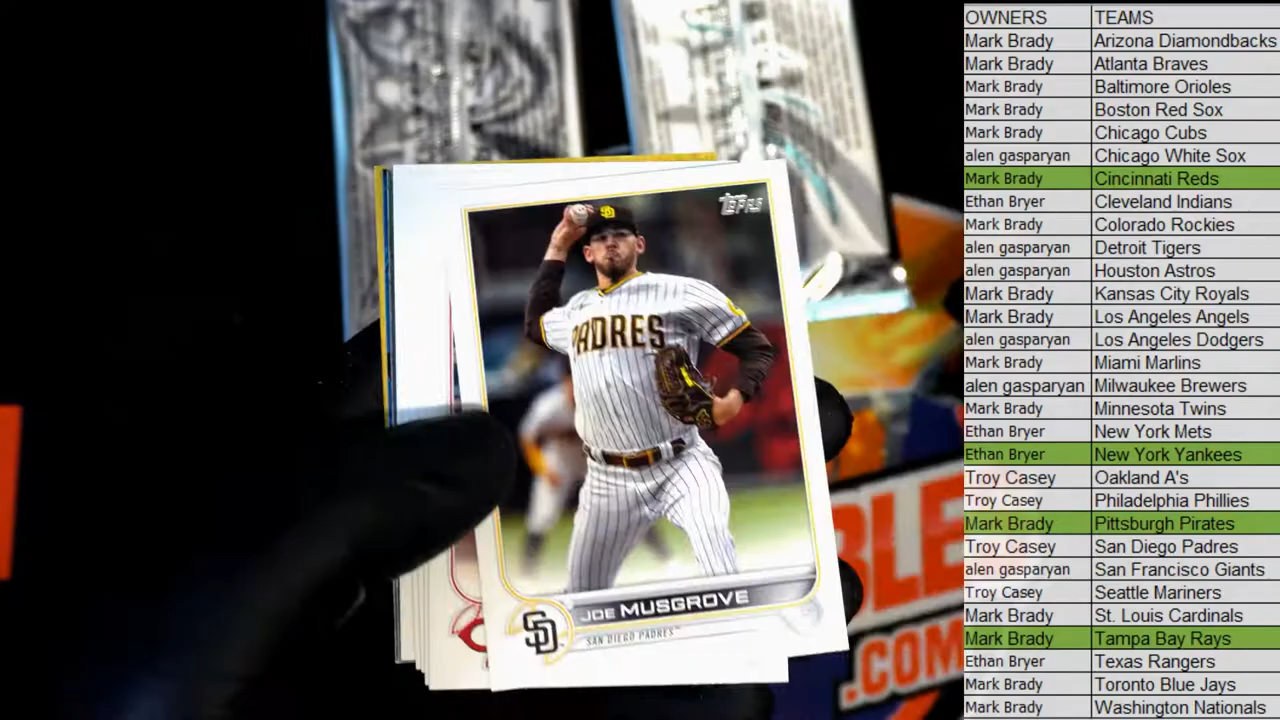 OWNERS TEAMS
Mark Brady Arizona Diamondbacks
Mark Brady Atlanta Braves
Mark Brady Baltimore Orioles
Mark Brady Boston Red Sox
Mark Brady Chicago Cubs
alen gasparyan Chicago White Sox
Mark Brady Cincinnati Reds
Ethan Bryer Cleveland Indians
Mark Brady Colorado Rockies
alen gasparyan Detroit Tigers
alen gasparyan Houston Astros
Mark Brady Kansas City Royals
Mark Brady Los Angeles Angels
alen gasparyan Los Angeles Dodgers
Mark Brady Miami Marlins
alen gasparyan Milwaukee Brewers
Mark Brady Minnesota Twins
Ethan Bryer New York Mets
Ethan Bryer New York Yankees
Troy Casey Oakland A's
Troy Casey Philadelphia Phillies
Mark Brady Pittsburgh Pirates
Troy Casey San Diego Padres
alen gasparyan San Francisco Giants
Troy Casey Seattle Mariners
Mark Brady St. Louis Cardinals
Mark Brady Tampa Bay Rays
Ethan Bryer Texas Rangers
Mark Brady Toronto Blue Jays
Mark Brady Washington Nationals
Topps
SD
PADRES
JOE MUSGROVE
SD SAN DIEGO PADRES
BLE
.COM